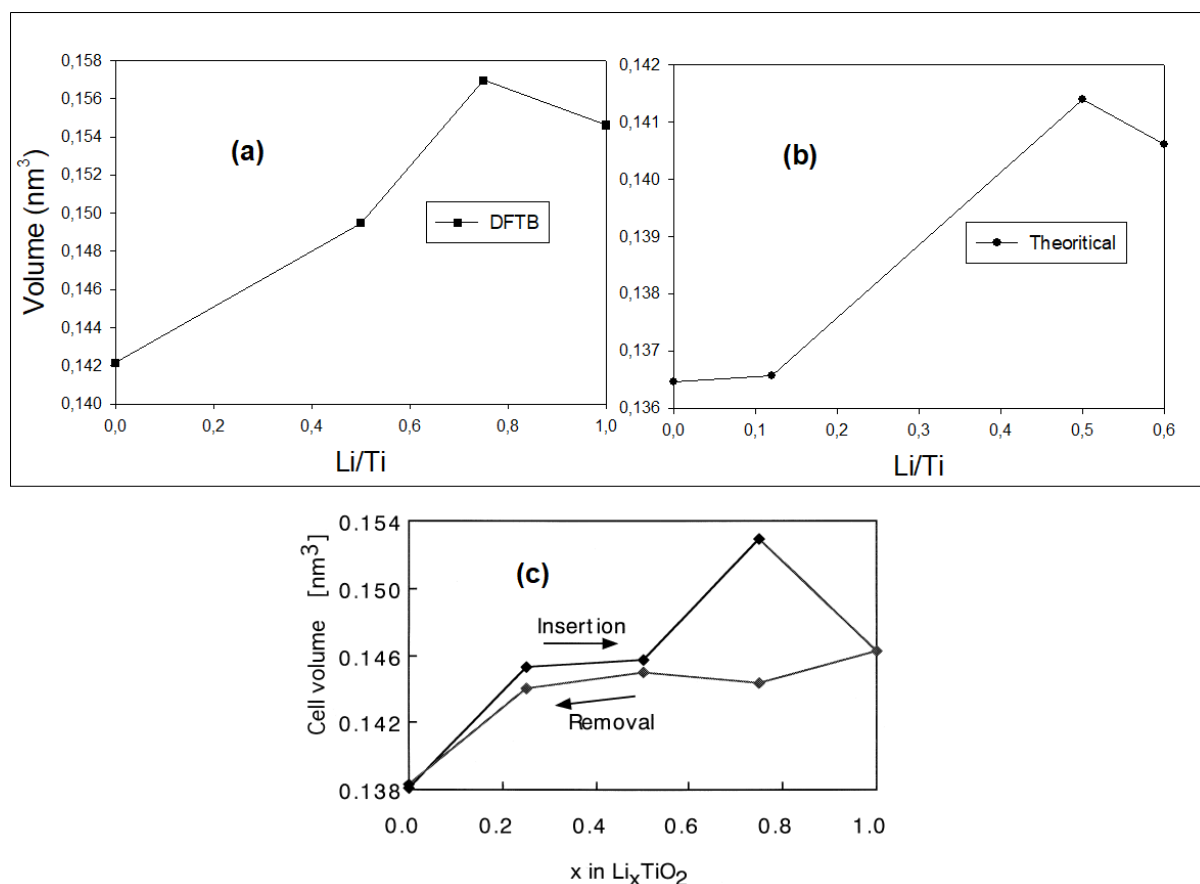 0,158
0,156
0,154
0,152
0,150
0,148
0,146
0,144
0,142
0,140
Volume (nm³)
(a)
DFTB
0,0 0,2 0,4 0,6 0,8 1,0
Li/Ti
0,142
0,141
0,140
0,139
0,138
0,137
0,136
(b)
Theoritical
0,0 0,1 0,2 0,3 0,4 0,5 0,6
Li/Ti
0.154
0.150
0.146
0.142
0.138
Cell volume [nm³]
(c)
Insertion
Removal
0.0 0.2 0.4 0.6 0.8 1.0
x in LiₓTiO₂